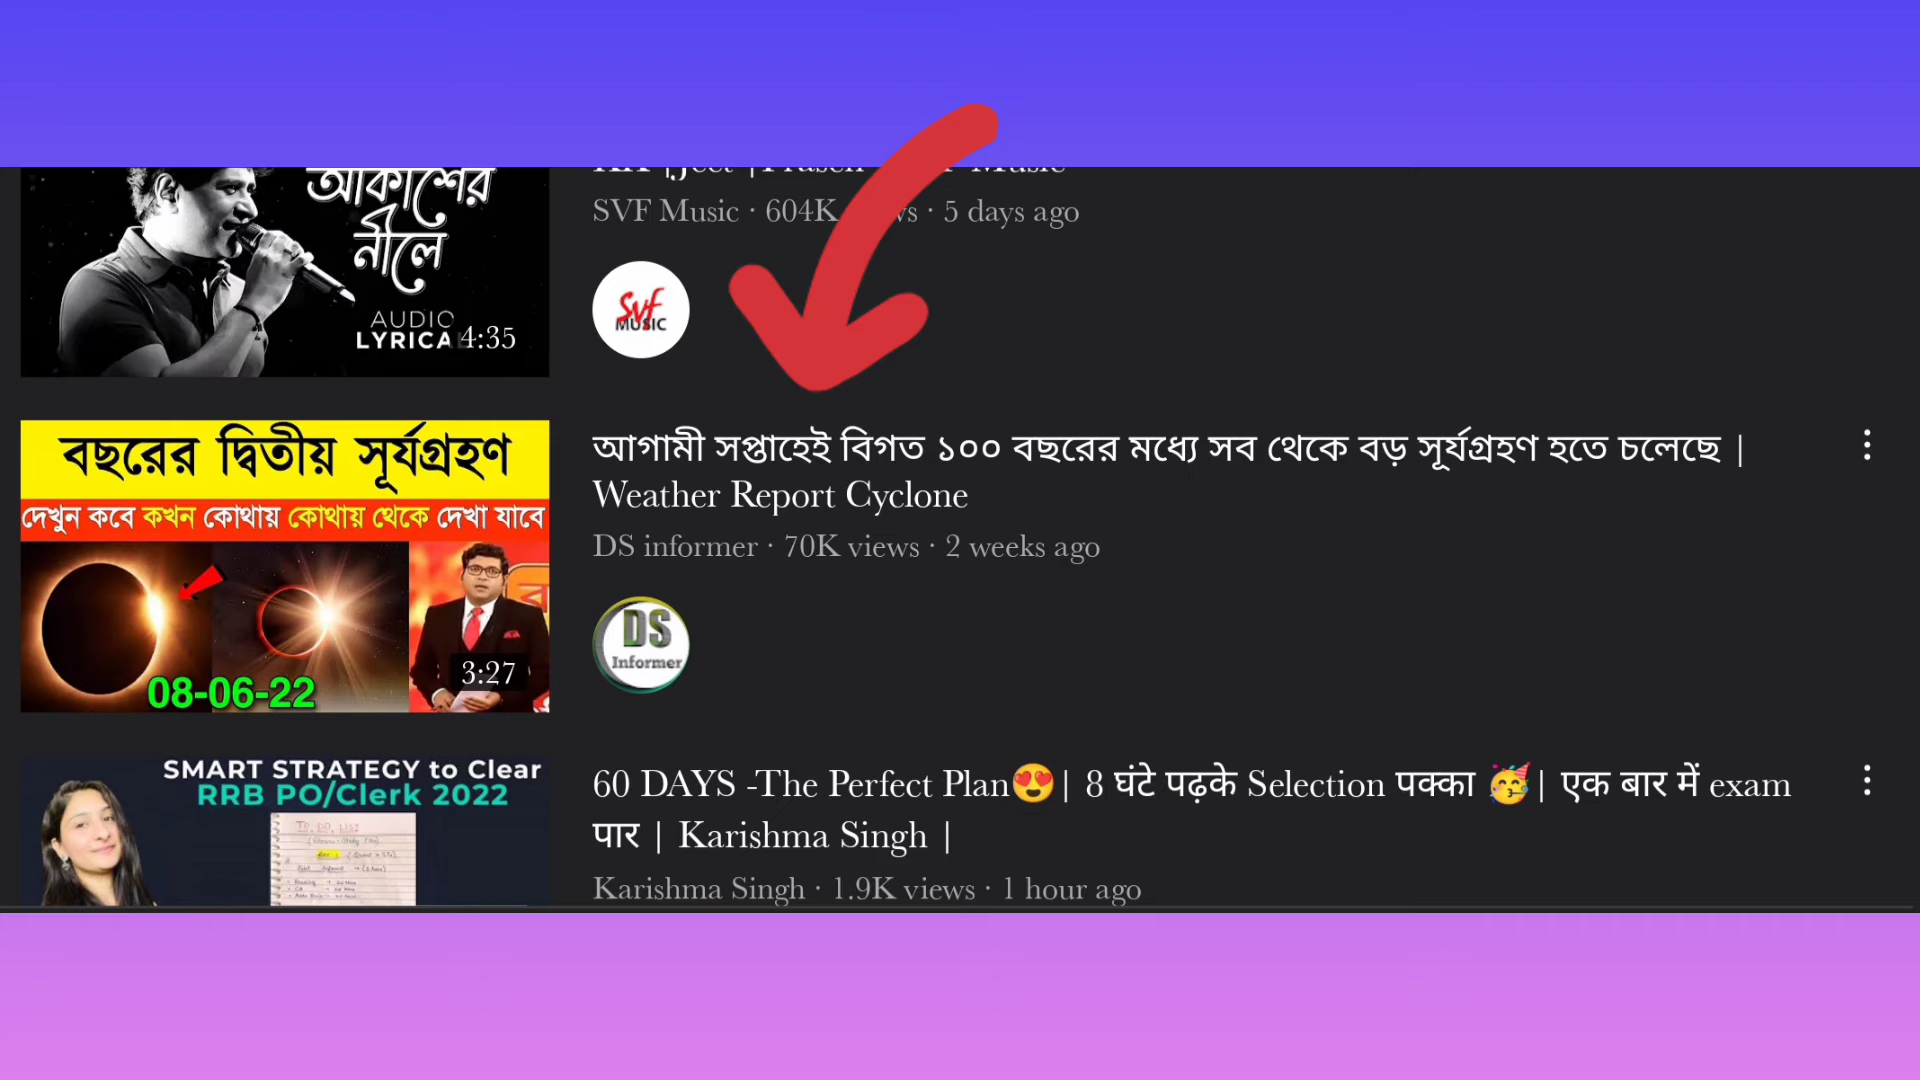 আকাশের
নীলে
AUDIO
LYRICA
4:35
SVF Music · 604K
5 days ago
Svf
MUSIC
বছরের দ্বিতীয় সূর্যগ্রহণ
দেখুন কবে কখন কোথায় কোথায় থেকে দেখা যাবে
08-06-22
3:27
আগামী সপ্তাহেই বিগত ১০০ বছরের মধ্যে সব থেকে বড় সূর্যগ্রহণ হতে চলেছে |
Weather Report Cyclone
DS informer · 70K views · 2 weeks ago
DS
Informer
SMART STRATEGY to Clear
RRB PO/Clerk 2022
60 DAYS -The Perfect Plan😍| 8 घंटे पढ़के Selection पक्का 🥳| एक बार में exam
पार | Karishma Singh |
Karishma Singh · 1.9K views · 1 hour ago